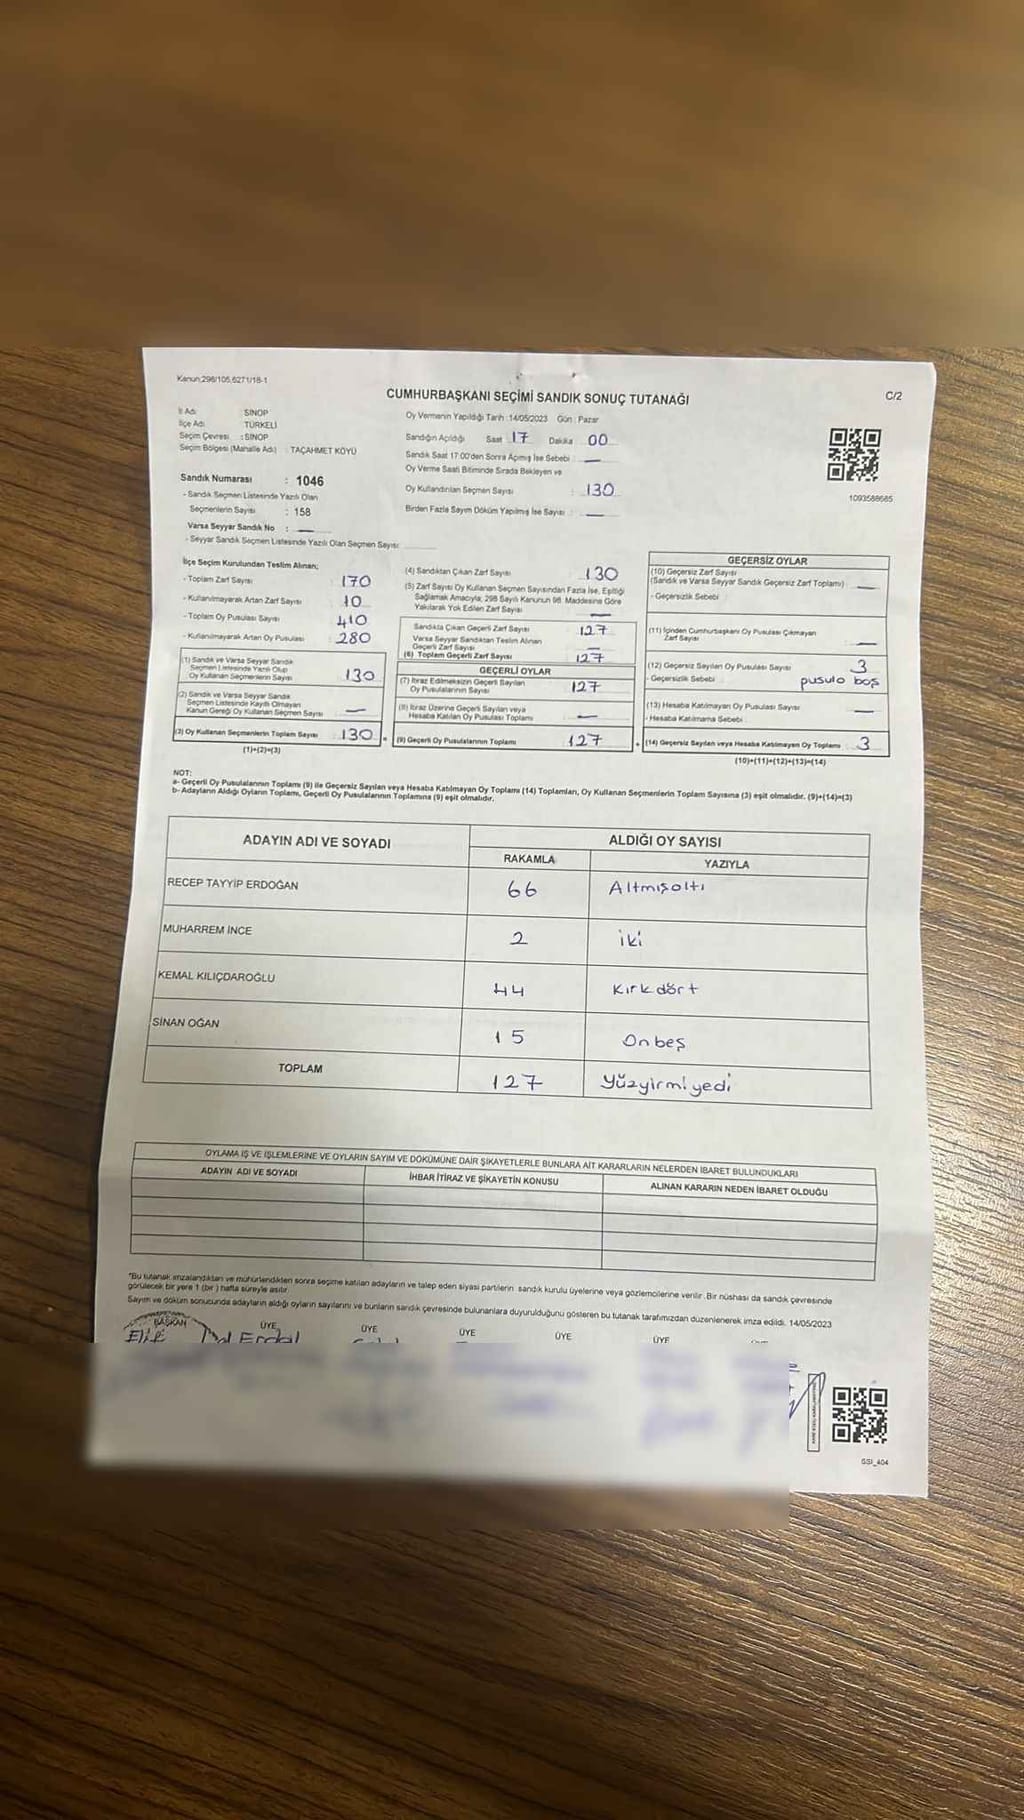 Kanun;298/105,6271/18-1
CUMHURBAŞKANI SEÇİMİ SANDIK SONUÇ TUTANAĞI
C/2
İl Adı : SİNOP
İlçe Adı : TÜRKELİ
Seçim Çevresi : SİNOP
Seçim Bölgesi (Mahalle Adı) : TAÇAHMET KÖYÜ
Sandık Numarası : 1046
- Sandık Seçmen Listesinde Yazılı Olan
Seçmenlerin Sayısı : 158
Varsa Seyyar Sandık No : —
- Seyyar Sandık Seçmen Listesinde Yazılı Olan Seçmen Sayısı:
Oy Vermenin Yapıldığı Tarih :14/05/2023 Gün : Pazar
Sandığın Açıldığı Saat 17 Dakika 00
Sandık Saat 17:00'den Sonra Açılmış İse Sebebi : —
Oy Verme Saati Bitiminde Sırada Bekleyen ve
Oy Kullandırılan Seçmen Sayısı : 130
Birden Fazla Sayım Döküm Yapılmış İse Sayısı : —
1093588685
İlçe Seçim Kurulundan Teslim Alınan;
- Toplam Zarf Sayısı 170
- Kullanılmayarak Artan Zarf Sayısı 10
- Toplam Oy Pusulası Sayısı 410
- Kullanılmayarak Artan Oy Pusulası 280
(1) Sandık ve Varsa Seyyar Sandık
Seçmen Listesinde Yazılı Olup
Oy Kullanan Seçmenlerin Sayısı 130
(2) Sandık ve Varsa Seyyar Sandık
Seçmen Listesinde Kayıtlı Olmayan
Kanun Gereği Oy Kullanan Seçmen Sayısı —
(3) Oy Kullanan Seçmenlerin Toplam Sayısı 130 =
(1)+(2)=(3)
(4) Sandıktan Çıkan Zarf Sayısı 130
(5) Zarf Sayısı Oy Kullanan Seçmen Sayısından Fazla İse, Eşitliği
Sağlamak Amacıyla, 298 Sayılı Kanunun 98. Maddesine Göre
Yakılarak Yok Edilen Zarf Sayısı —
Sandıkta Çıkan Geçerli Zarf Sayısı 127
Varsa Seyyar Sandıktan Teslim Alınan
Geçerli Zarf Sayısı —
(6) Toplam Geçerli Zarf Sayısı 127
GEÇERLİ OYLAR
(7) İtiraz Edilmeksizin Geçerli Sayılan
Oy Pusulalarının Sayısı 127
(8) İtiraz Üzerine Geçerli Sayılan veya
Hesaba Katılan Oy Pusulası Toplamı —
(9) Geçerli Oy Pusulalarının Toplamı 127 +
GEÇERSİZ OYLAR
(10) Geçersiz Zarf Sayısı
(Sandık ve Varsa Seyyar Sandık Geçersiz Zarf Toplamı) —
- Geçersizlik Sebebi :
(11) İçinden Cumhurbaşkanı Oy Pusulası Çıkmayan
Zarf Sayısı —
(12) Geçersiz Sayılan Oy Pusulası Sayısı 3
- Geçersizlik Sebebi : pusulo boş
(13) Hesaba Katılmayan Oy Pusulası Sayısı —
- Hesaba Katılmama Sebebi :
(14) Geçersiz Sayılan veya Hesaba Katılmayan Oy Toplamı 3
(10)+(11)+(12)+(13)=(14)
NOT:
a- Geçerli Oy Pusulalarının Toplamı (9) ile Geçersiz Sayılan veya Hesaba Katılmayan Oy Toplamı (14) Toplamları, Oy Kullanan Seçmenlerin Toplam Sayısına (3) eşit olmalıdır. (9)+(14)=(3)
b- Adayların Aldığı Oyların Toplamı, Geçerli Oy Pusulalarının Toplamına (9) eşit olmalıdır.
ADAYIN ADI VE SOYADI ALDIĞI OY SAYISI
RAKAMLA YAZIYLA
RECEP TAYYİP ERDOĞAN 66 Altmışaltı
MUHARREM İNCE 2 iki
KEMAL KILIÇDAROĞLU 44 Kırkdört
SİNAN OĞAN 15 Onbeş
TOPLAM 127 Yüzyirmiyedi
OYLAMA İŞ VE İŞLEMLERİNE VE OYLARIN SAYIM VE DÖKÜMÜNE DAİR ŞİKAYETLERLE BUNLARA AİT KARARLARIN NELERDEN İBARET BULUNDUKLARI
ADAYIN ADI VE SOYADI İHBAR İTİRAZ VE ŞİKAYETİN KONUSU ALINAN KARARIN NEDEN İBARET OLDUĞU
*Bu tutanak imzalandıktan ve mühürlendikten sonra seçime katılan adayların ve talep eden siyasi partilerin sandık kurulu üyelerine veya gözlemcilerine verilir. Bir nüshası da sandık çevresinde
görülecek bir yere 1 (bir) hafta süreyle asılır.
Sayım ve döküm sonucunda adayların aldığı oyların sayılarını ve bunların sandık çevresinde bulunanlara duyurulduğunu gösteren bu tutanak tarafımızdan düzenlenerek imza edildi. 14/05/2023
BAŞKAN ÜYE ÜYE ÜYE ÜYE ÜYE
Elif Erdal
GSI_404